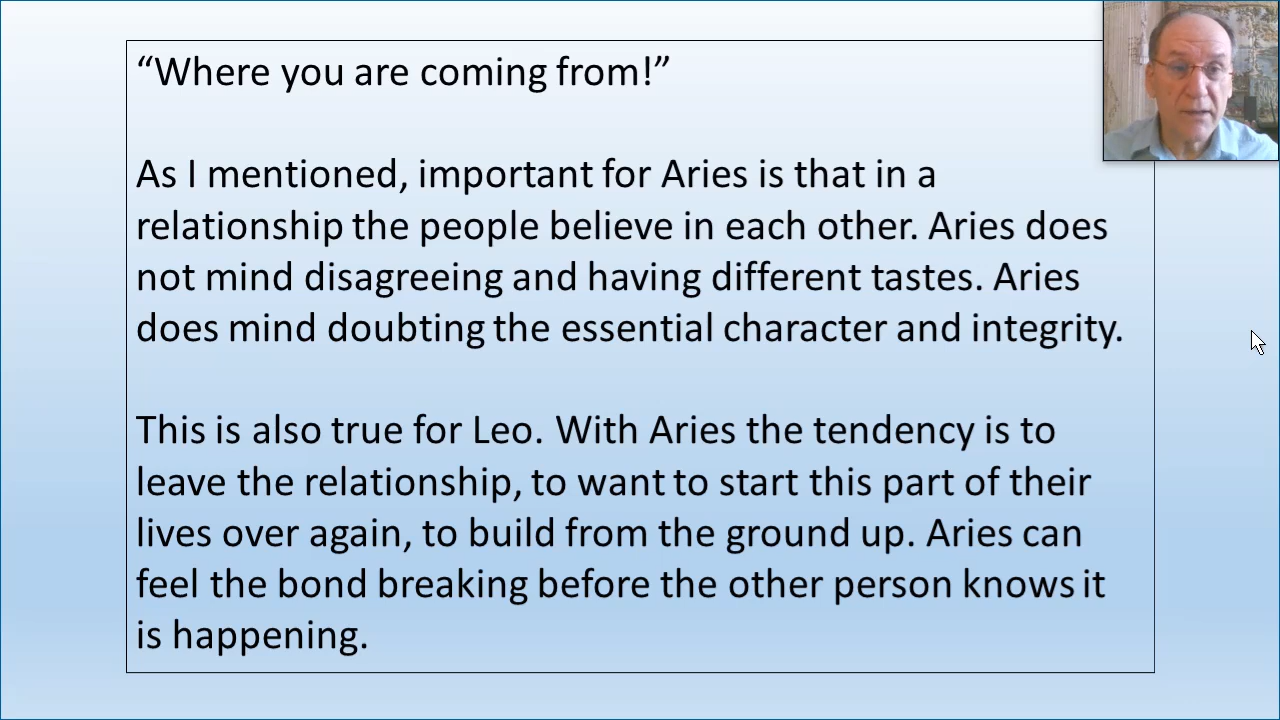 “Where you are coming from!”
As I mentioned, important for Aries is that in a
relationship the people believe in each other. Aries does
not mind disagreeing and having different tastes. Aries
does mind doubting the essential character and integrity.
This is also true for Leo. With Aries the tendency is to
leave the relationship, to want to start this part of their
lives over again, to build from the ground up. Aries can
feel the bond breaking before the other person knows it
is happening.